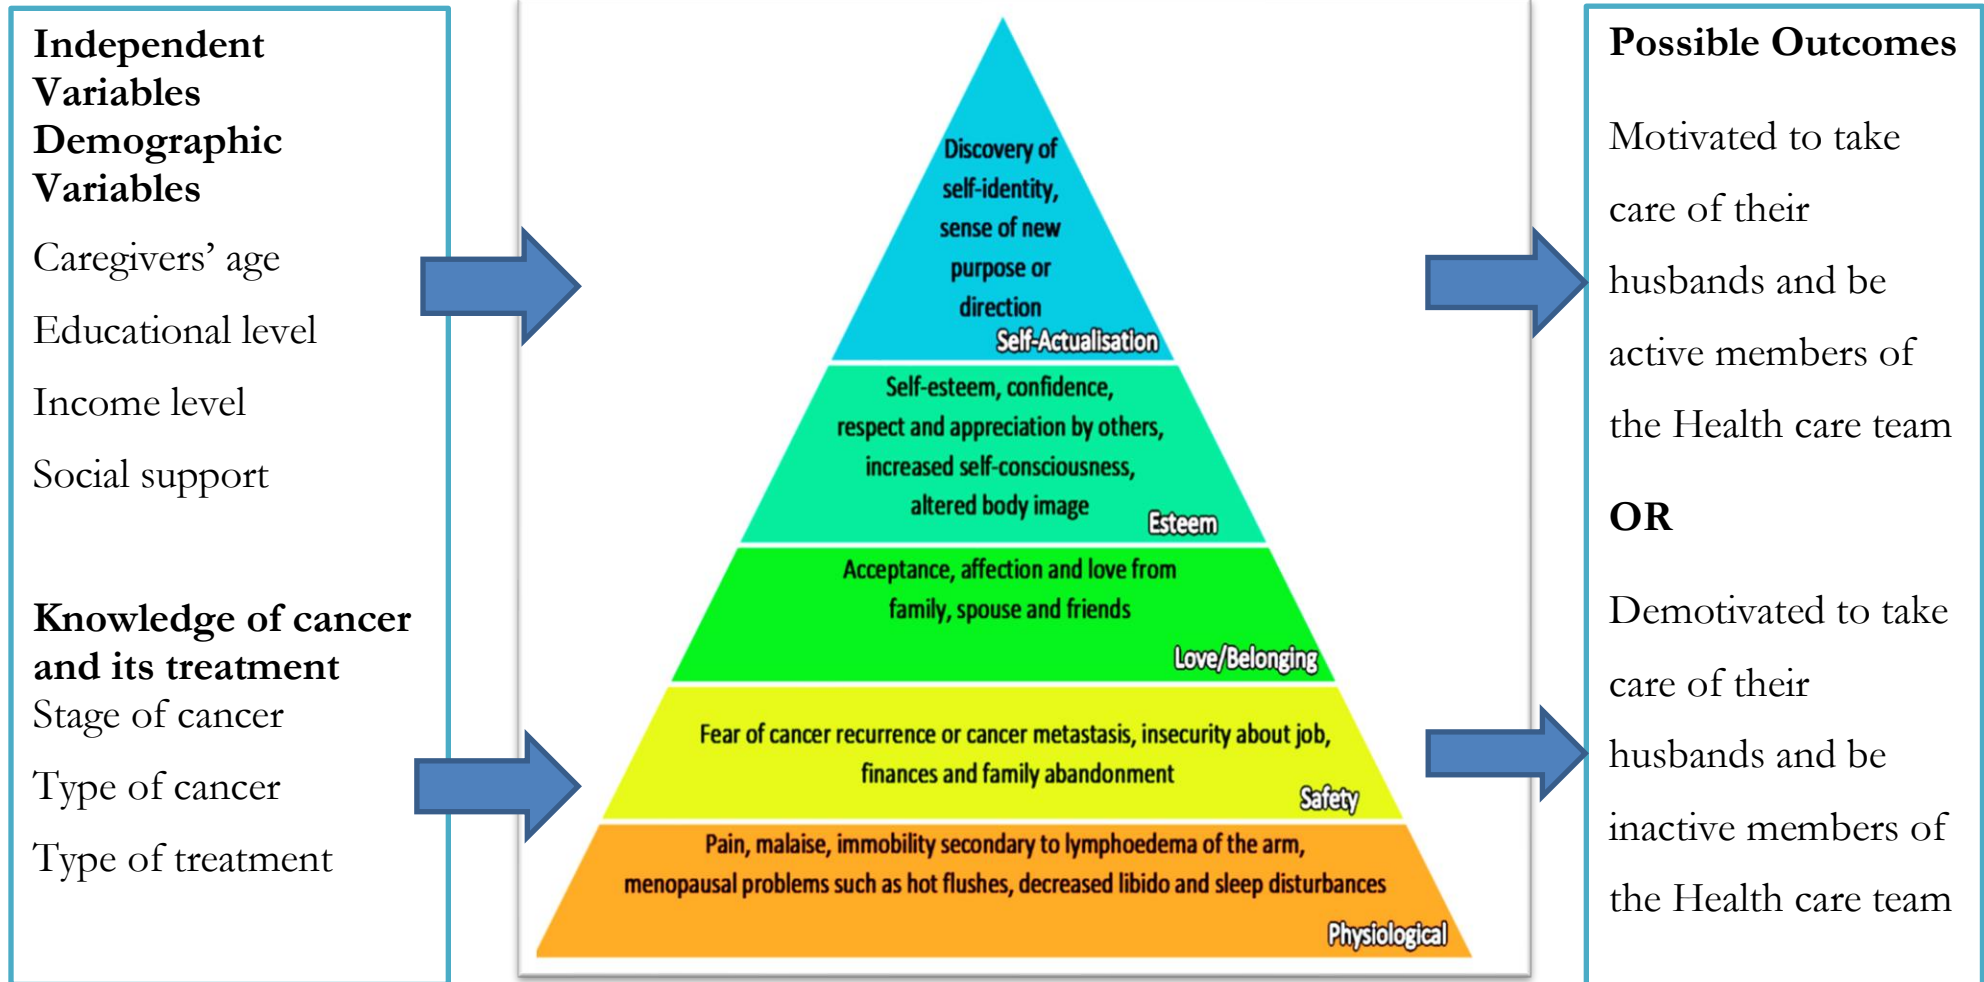 Independent
Variables
Demographic
Variables
Caregivers’ age
Educational level
Income level
Social support
Knowledge of cancer
and its treatment
Stage of cancer
Type of cancer
Type of treatment
Discovery of
self-identity,
sense of new
purpose or
direction
Self-Actualisation
Self-esteem, confidence,
respect and appreciation by others,
increased self-consciousness,
altered body image
Esteem
Acceptance, affection and love from
family, spouse and friends
Love/Belonging
Fear of cancer recurrence or cancer metastasis, insecurity about job,
finances and family abandonment
Safety
Pain, malaise, immobility secondary to lymphoedema of the arm,
menopausal problems such as hot flushes, decreased libido and sleep disturbances
Physiological
Possible Outcomes
Motivated to take
care of their
husbands and be
active members of
the Health care team
OR
Demotivated to take
care of their
husbands and be
inactive members of
the Health care team